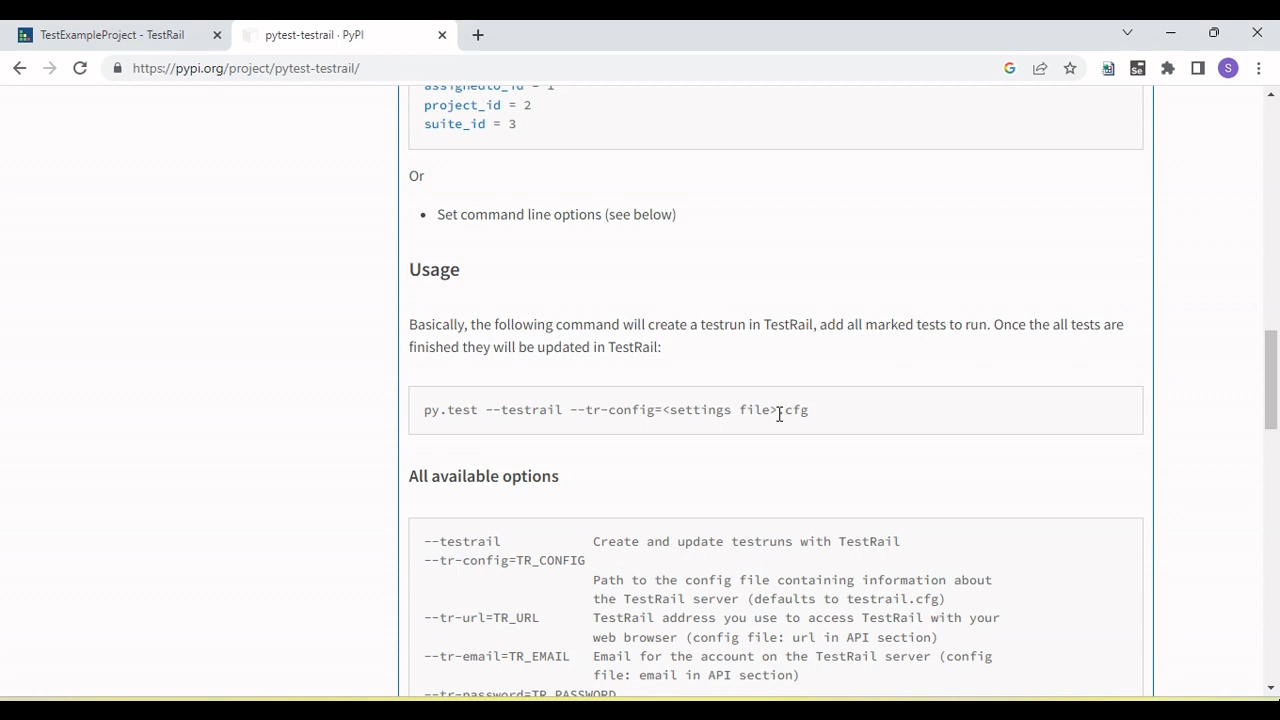 TestExampleProject - TestRail
pytest-testrail · PyPI
https://pypi.org/project/pytest-testrail/
S
assignedto_id = 1
project_id = 2
suite_id = 3
Or
• Set command line options (see below)
Usage
Basically, the following command will create a testrun in TestRail, add all marked tests to run. Once the all tests are
finished they will be updated in TestRail:
py.test --testrail --tr-config=<settings file>.cfg
All available options
--testrail Create and update testruns with TestRail
--tr-config=TR_CONFIG
Path to the config file containing information about
the TestRail server (defaults to testrail.cfg)
--tr-url=TR_URL TestRail address you use to access TestRail with your
web browser (config file: url in API section)
--tr-email=TR_EMAIL Email for the account on the TestRail server (config
file: email in API section)
--tr-password=TR_PASSWORD